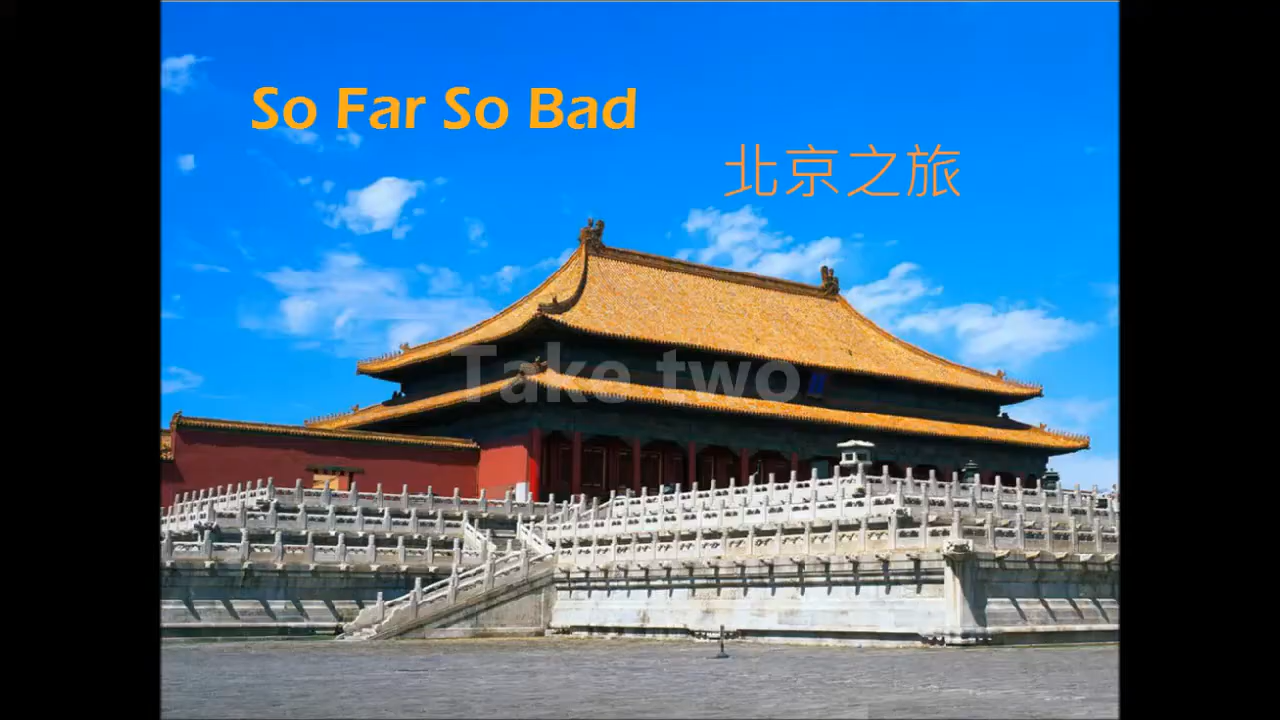 So Far So Bad
北京之旅
Take two